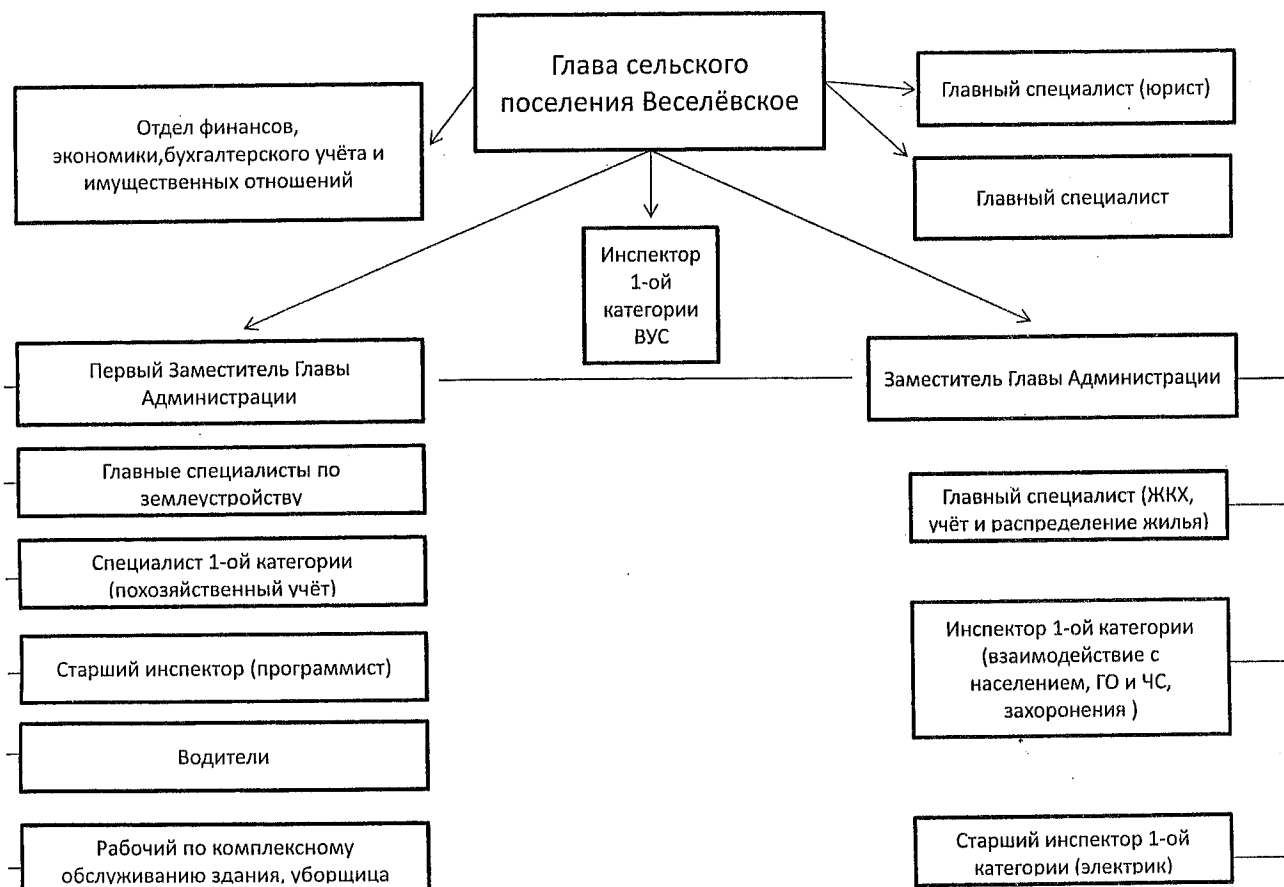 Глава сельского
поселения Веселёвское
Отдел финансов,
экономики,бухгалтерского учёта и
имущественных отношений
Главный специалист (юрист)
Главный специалист
Инспектор
1-ой
категории
ВУС
Первый Заместитель Главы
Администрации
Заместитель Главы Администрации
Главные специалисты по
землеустройству
Специалист 1-ой категории
(похозяйственный учёт)
Старший инспектор (программист)
Водители
Рабочий по комплексному
обслуживанию здания, уборщица
Главный специалист (ЖКХ,
учёт и распределение жилья)
Инспектор 1-ой категории
(взаимодействие с
населением, ГО и ЧС,
захоронения )
Старший инспектор 1-ой
категории (электрик)